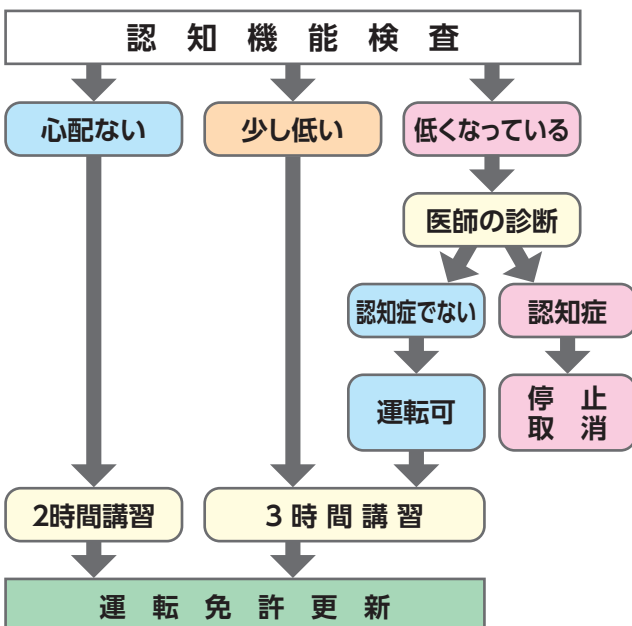 認知機能検査
心配ない
少し低い
低くなっている
医師の診断
認知症でない
認知症
運転可
停止
取消
2時間講習
3時間講習
運転免許更新